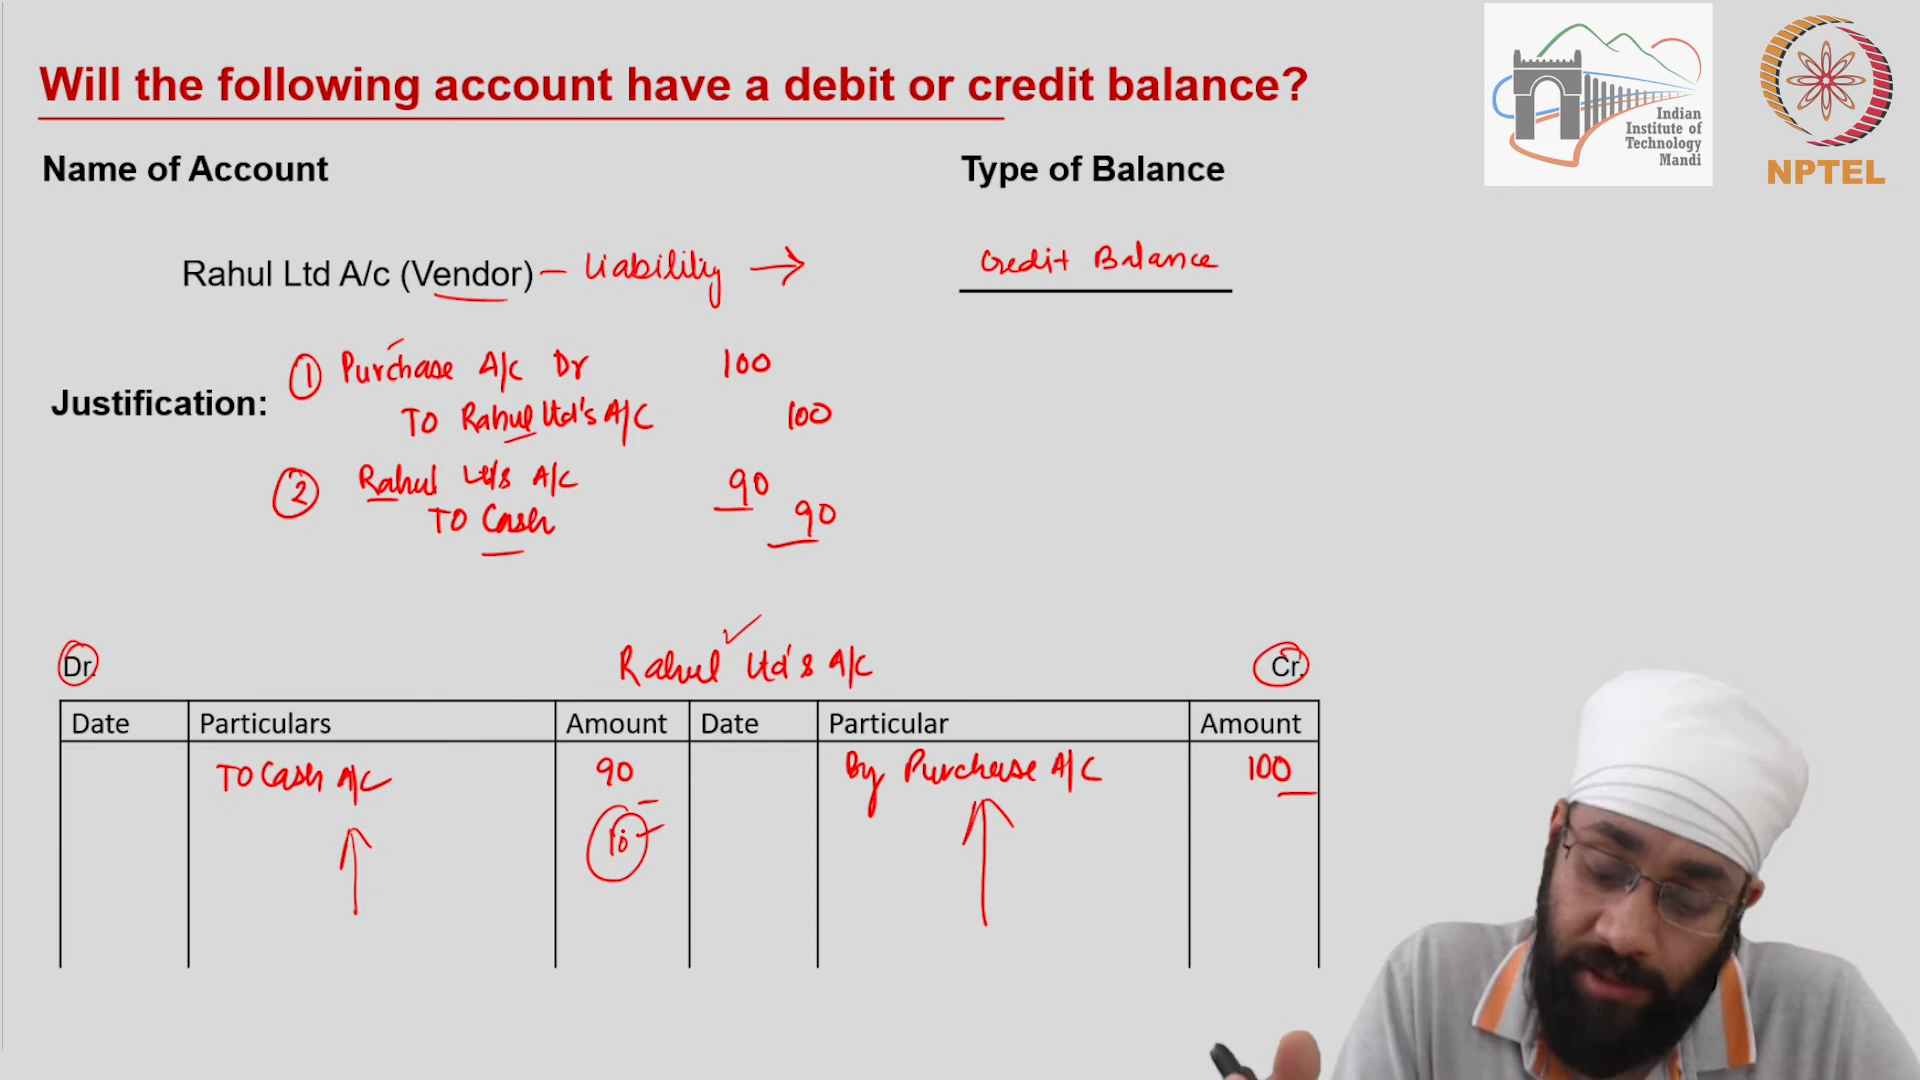 Will the following account have a debit or credit balance?
Indian
Institute of
Technology
Mandi
NPTEL
Name of Account
Type of Balance
Rahul Ltd A/c (Vendor) – Liability →
Credit Balance
Justification:
① Purchase A/C Dr 100
To Rahul Ltd's A/C 100
② Rahul Ltd's A/C 90
To Cash 90
Dr.
Rahul Ltd's A/C
Cr.
Date Particulars Amount Date Particular Amount
To Cash A/C 90 By Purchase A/C 100
10